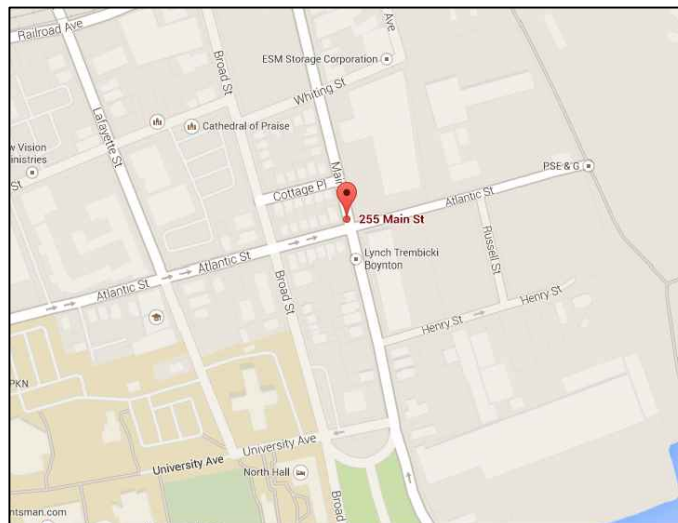 Railroad Ave
Ave
Broad St
ESM Storage Corporation
Whiting St
Lafayette St
Cathedral of Praise
w Vision
inistries
St
Main
Cottage Pl
PSE & G
Atlantic St
255 Main St
Atlantic St
Lynch Trembicki
Boynton
Russell St
Atlantic St
Broad St
Henry St
Henry St
PKN
University Ave
University Ave
North Hall
Broad
ntsman.com